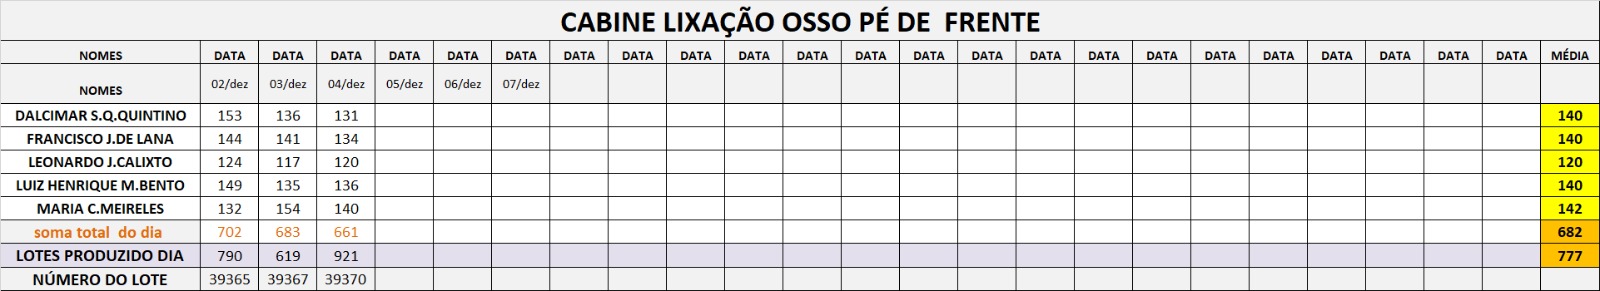 CABINE LIXAÇÃO OSSO PÉ DE  FRENTE
NOMES DATA DATA DATA DATA DATA DATA DATA DATA DATA DATA DATA DATA DATA DATA DATA DATA DATA DATA DATA DATA DATA DATA DATA MÉDIA
NOMES 02/dez 03/dez 04/dez 05/dez 06/dez 07/dez
DALCIMAR S.Q.QUINTINO 153 136 131 140
FRANCISCO J.DE LANA 144 141 134 140
LEONARDO J.CALIXTO 124 117 120 120
LUIZ HENRIQUE M.BENTO 149 135 136 140
MARIA C.MEIRELES 132 154 140 142
soma total  do dia 702 683 661 682
LOTES PRODUZIDO DIA 790 619 921 777
NÚMERO DO LOTE 39365 39367 39370